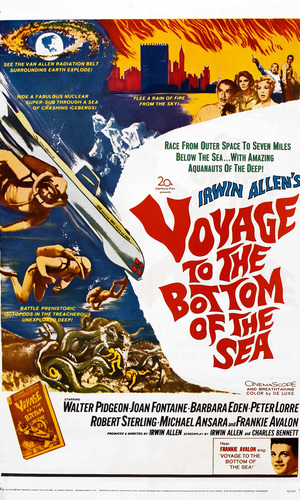 SEE THE VAN ALLEN RADIATION BELT
SURROUNDING EARTH EXPLODE!
RIDE A FABULOUS NUCLEAR
SUPER-SUB THROUGH A SEA
OF CRASHING ICEBERGS!
FLEE A RAIN OF FIRE
FROM THE SKY!
RACE FROM OUTER SPACE TO SEVEN MILES
BELOW THE SEA...WITH AMAZING
AQUANAUTS OF THE DEEP!
20th
Century-Fox
presents
IRWIN ALLEN'S
VOYAGE
TO THE
BOTTOM
OF THE
SEA
BATTLE PREHISTORIC
OCTOPODS IN THE TREACHEROUS
UNEXPLORED DEEP!
VOYAGE
BOTTOM
CINEMASCOPE
AND BREATHTAKING
COLOR by DE LUXE
STARRING
WALTER PIDGEON·JOAN FONTAINE·BARBARA EDEN·PETER LORRE
ROBERT STERLING·MICHAEL ANSARA and FRANKIE AVALON
PRODUCED & DIRECTED BY IRWIN ALLEN SCREENPLAY BY IRWIN ALLEN and CHARLES BENNETT
Hear
FRANKIE AVALON
sing
"VOYAGE TO THE
BOTTOM OF
THE SEA!"